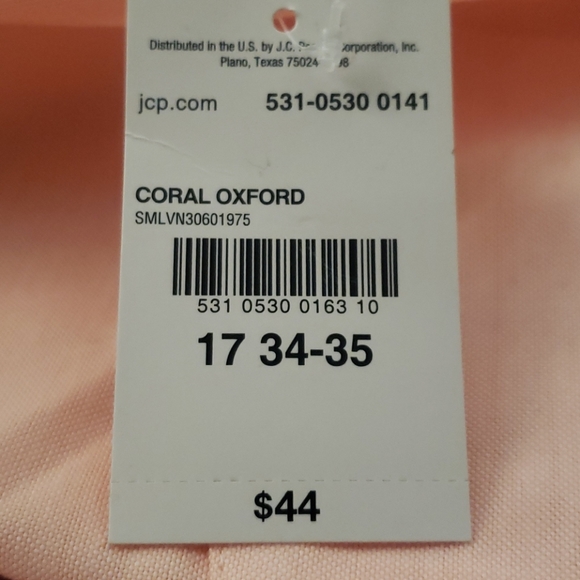 Distributed in the U.S. by J.C. Corporation, Inc.
Plano, Texas 75024
jcp.com 531-0530 0141
CORAL OXFORD
SMLVN30601975
531 0530 0163 10
17 34-35
$44